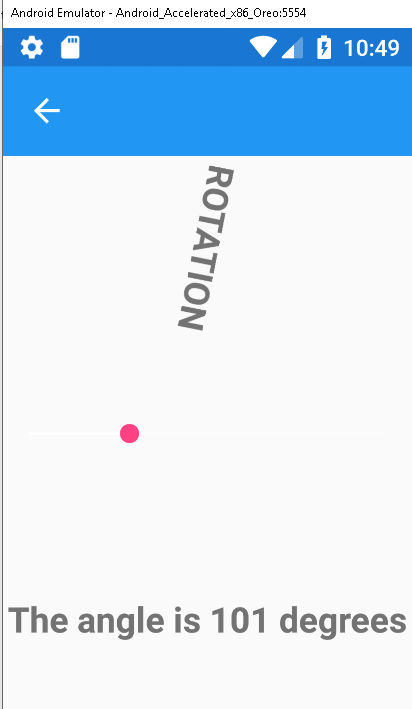 Android Emulator - Android_Accelerated_x86_Oreo:5554
10:49
ROTATION
The angle is 101 degrees